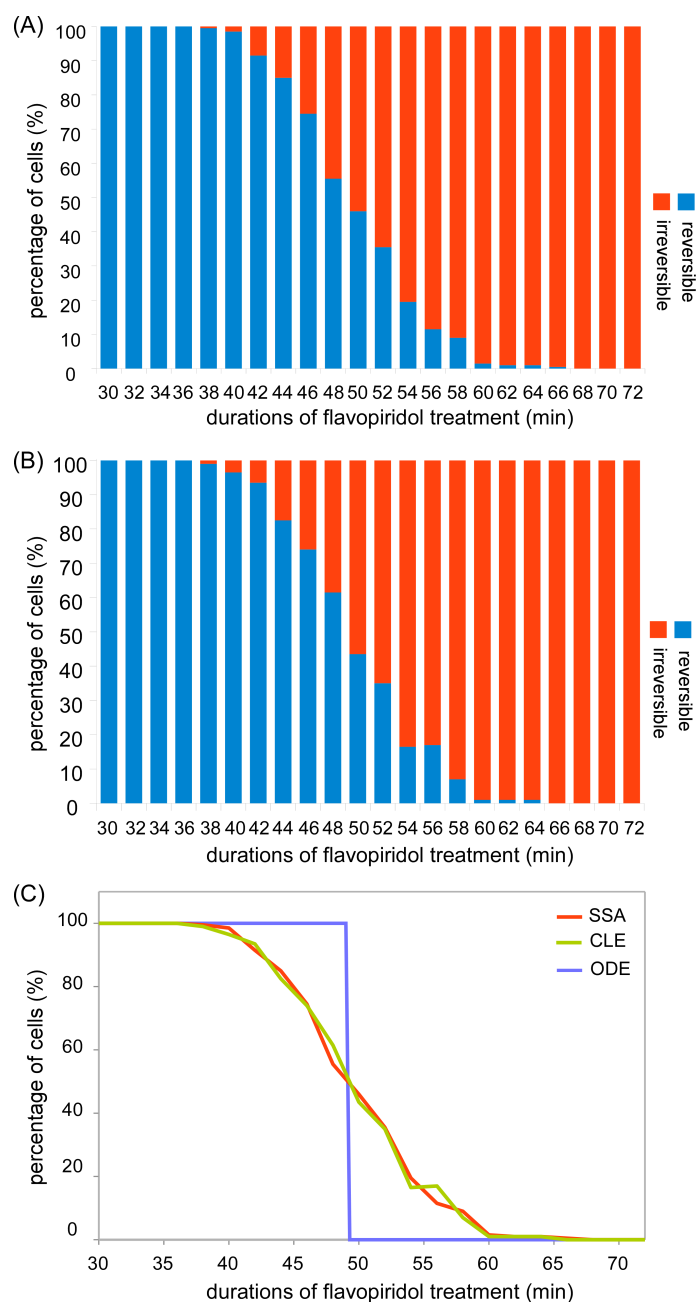 (A)
percentage of cells (%)
100
90
80
70
60
50
40
30
20
10
0
30 32 34 36 38 40 42 44 46 48 50 52 54 56 58 60 62 64 66 68 70 72
durations of flavopiridol treatment (min)
reversible
irreversible
(B)
percentage of cells (%)
100
90
80
70
60
50
40
30
20
10
0
30 32 34 36 38 40 42 44 46 48 50 52 54 56 58 60 62 64 66 68 70 72
durations of flavopiridol treatment (min)
reversible
irreversible
(C)
percentage of cells (%)
100
80
60
40
20
0
SSA
CLE
ODE
30 35 40 45 50 55 60 65 70
durations of flavopiridol treatment (min)